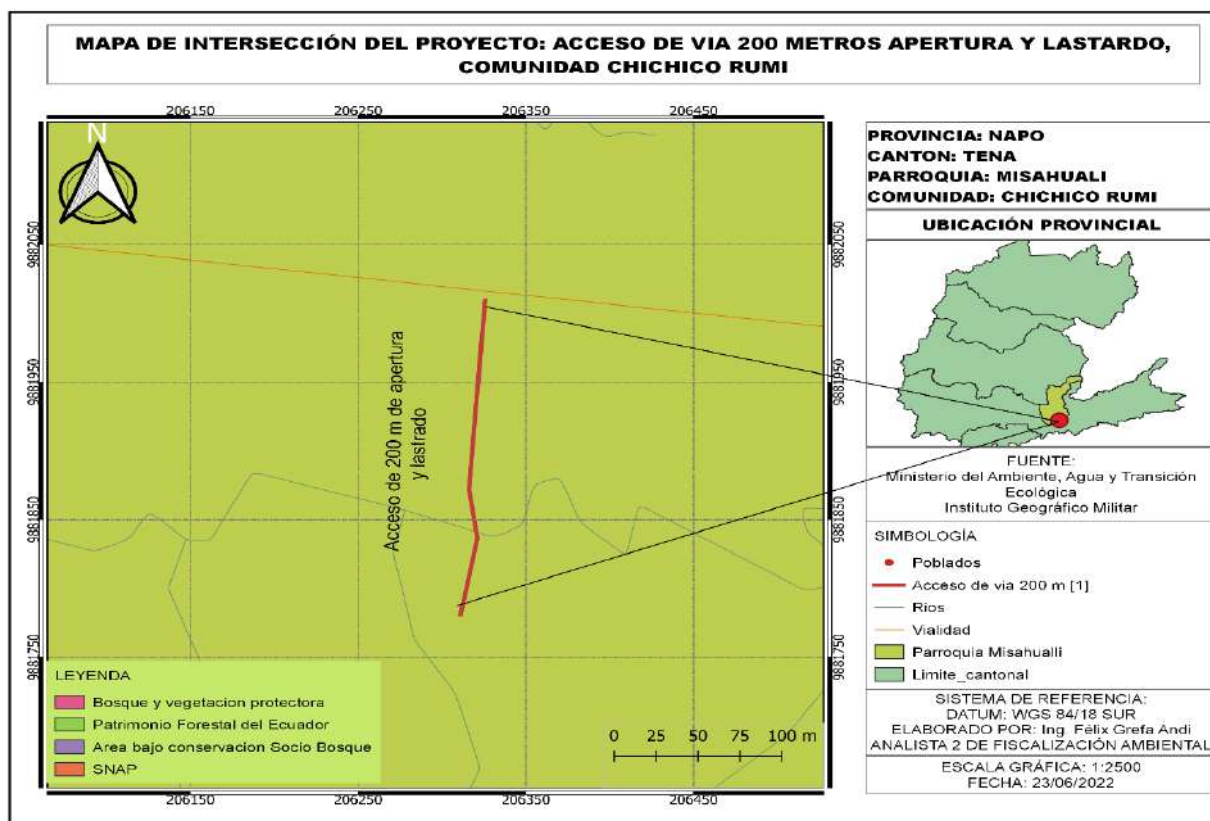 MAPA DE INTERSECCIÓN DEL PROYECTO: ACCESO DE VIA 200 METROS APERTURA Y LASTARDO,
COMUNIDAD CHICHICO RUMI
206150 206250 206350 206450
N
9882050
9881950
9881850
9881750
Acceso de 200 m de apertura
y lastrado
9882050
9881950
9881850
9881750
LEYENDA
Bosque y vegetacion protectora
Patrimonio Forestal del Ecuador
Area bajo conservacion Socio Bosque
SNAP
0 25 50 75 100 m
206150 206250 206350 206450
PROVINCIA: NAPO
CANTON: TENA
PARROQUIA: MISAHUALI
COMUNIDAD: CHICHICO RUMI
UBICACIÓN PROVINCIAL
FUENTE:
Ministerio del Ambiente, Agua y Transición
Ecológica
Instituto Geográfico Militar
SIMBOLOGÍA
Poblados
Acceso de via 200 m [1]
Rios
Vialidad
Parroquia Misahualli
Limite_cantonal
SISTEMA DE REFERENCIA:
DATUM: WGS 84/18 SUR
ELABORADO POR: Ing. Félix Grefa Andi
ANALISTA 2 DE FISCALIZACIÓN AMBIENTAL
ESCALA GRÁFICA: 1:2500
FECHA: 23/06/2022